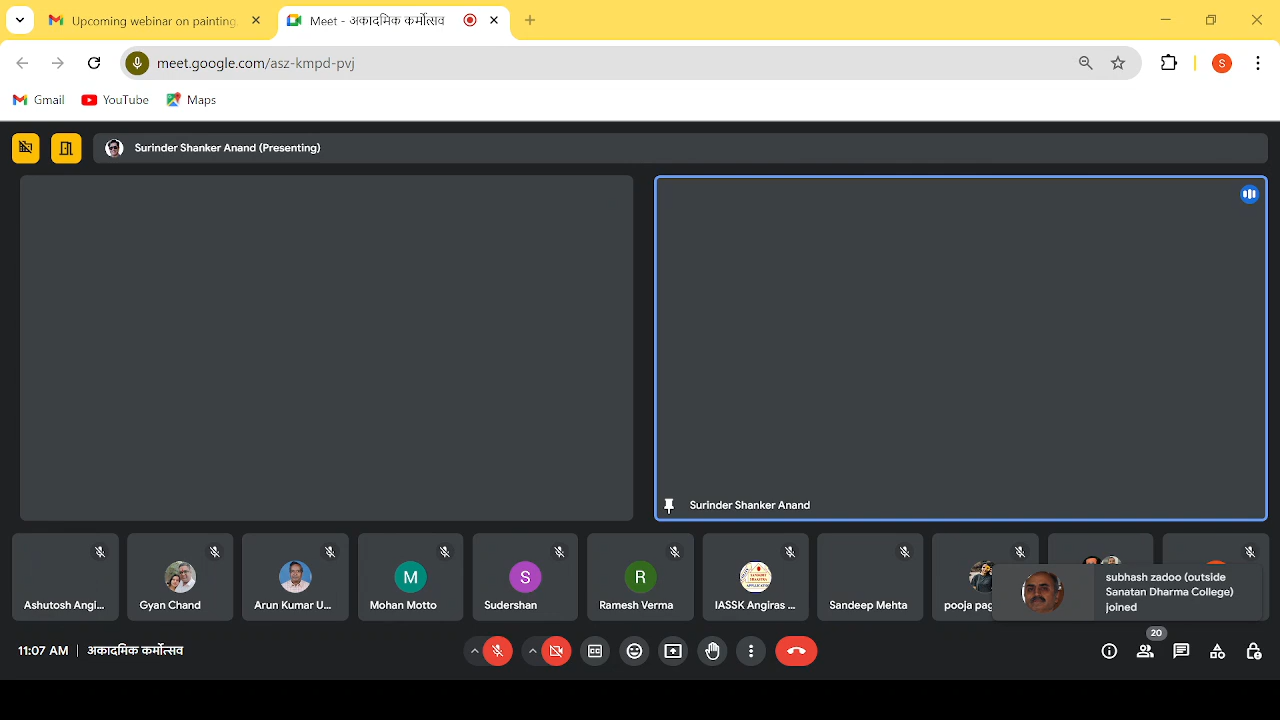 Upcoming webinar on painting
Meet - अकादमिक कर्मोत्सव
meet.google.com/asz-kmpd-pvj
S
Gmail
YouTube
Maps
Surinder Shanker Anand (Presenting)
Surinder Shanker Anand
Ashutosh Angi...
Gyan Chand
Arun Kumar U...
M
Mohan Motto
S
Sudershan
R
Ramesh Verma
IASSK Angiras ...
Sandeep Mehta
pooja pag
subhash zadoo (outside
Sanatan Dharma College)
joined
11:07 AM
अकादमिक कर्मोत्सव
20